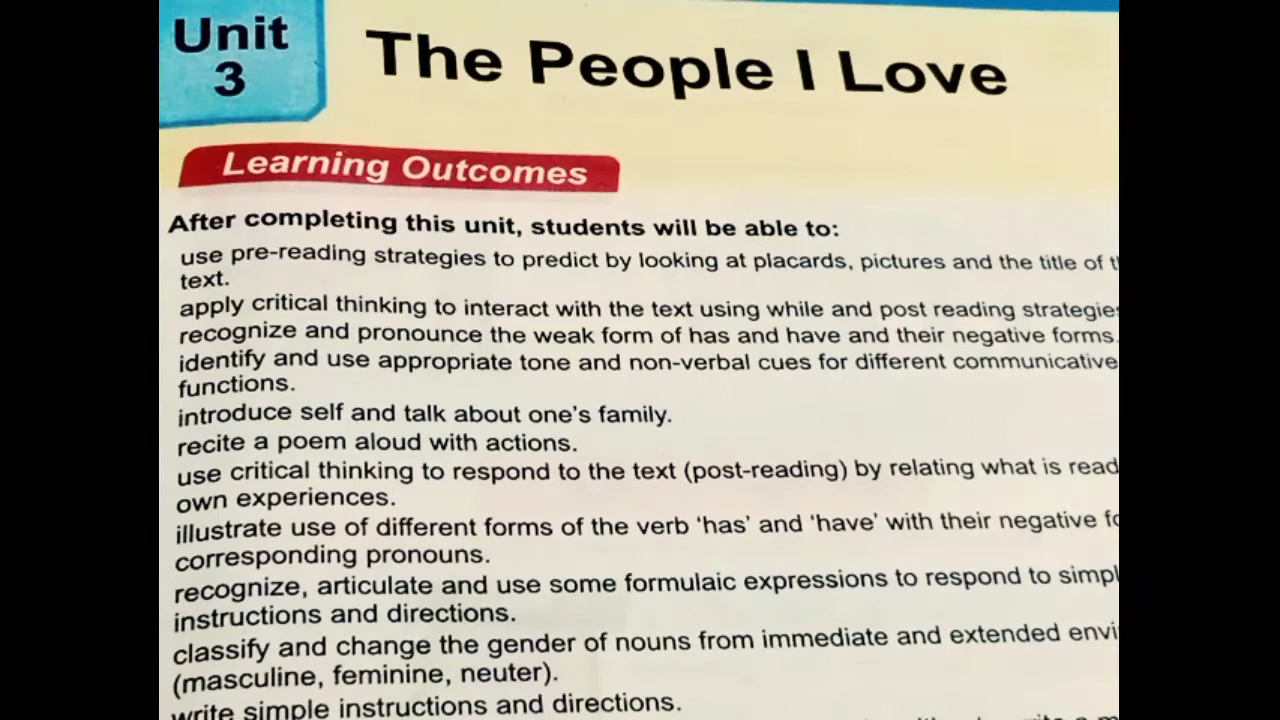 Unit
3
The People I Love
Learning Outcomes
After completing this unit, students will be able to:
use pre-reading strategies to predict by looking at placards, pictures and the title of
text.
apply critical thinking to interact with the text using while and post reading strategies
recognize and pronounce the weak form of has and have and their negative forms.
identify and use appropriate tone and non-verbal cues for different communicative
functions.
introduce self and talk about one's family.
recite a poem aloud with actions.
use critical thinking to respond to the text (post-reading) by relating what is read
own experiences.
illustrate use of different forms of the verb 'has' and 'have' with their negative
corresponding pronouns.
recognize, articulate and use some formulaic expressions to respond to
instructions and directions.
classify and change the gender of nouns from immediate and extended
(masculine, feminine, neuter).
write simple instructions and directions.